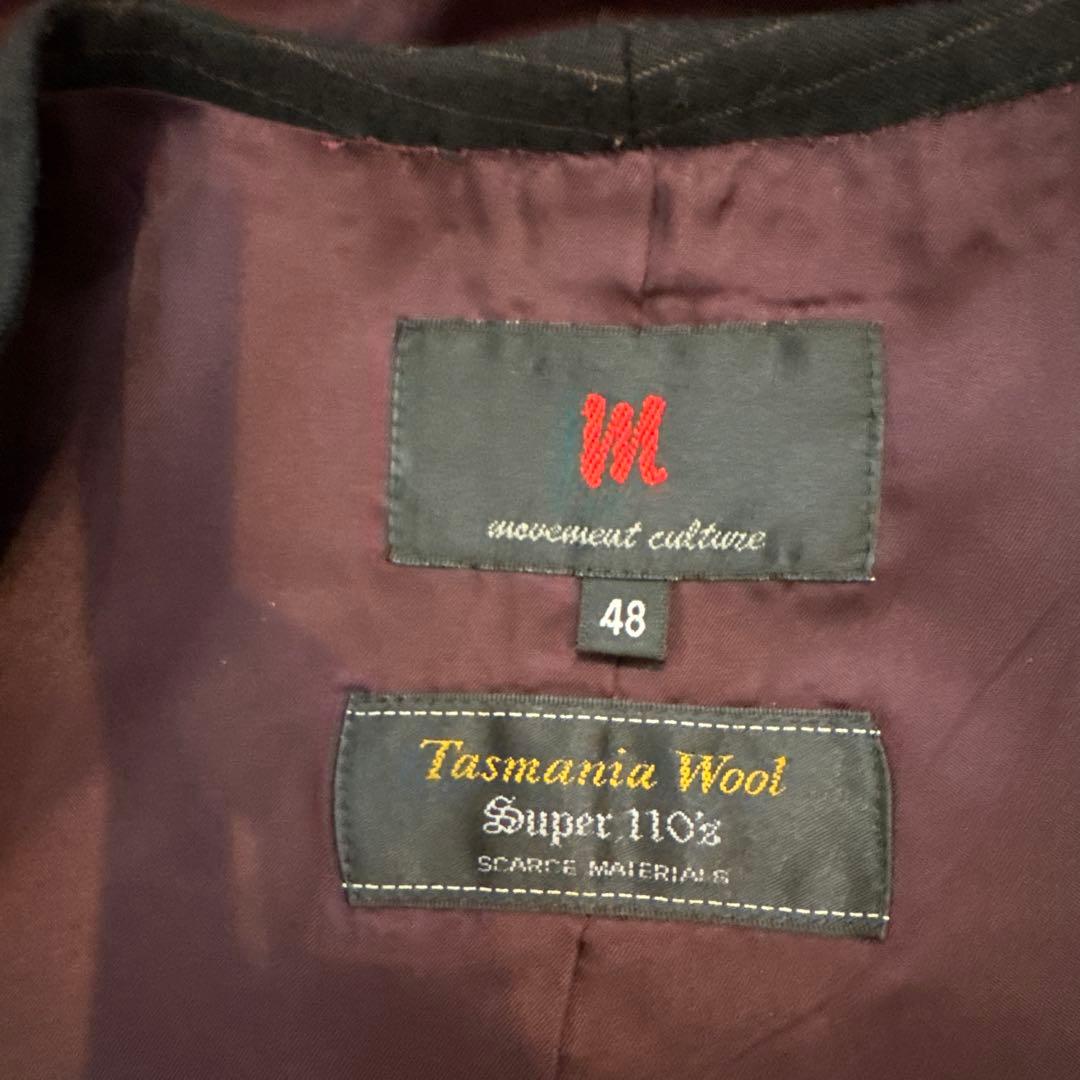 M
movement culture
48
Tasmania Wool
Super 110's
SCARCE MATERIALS